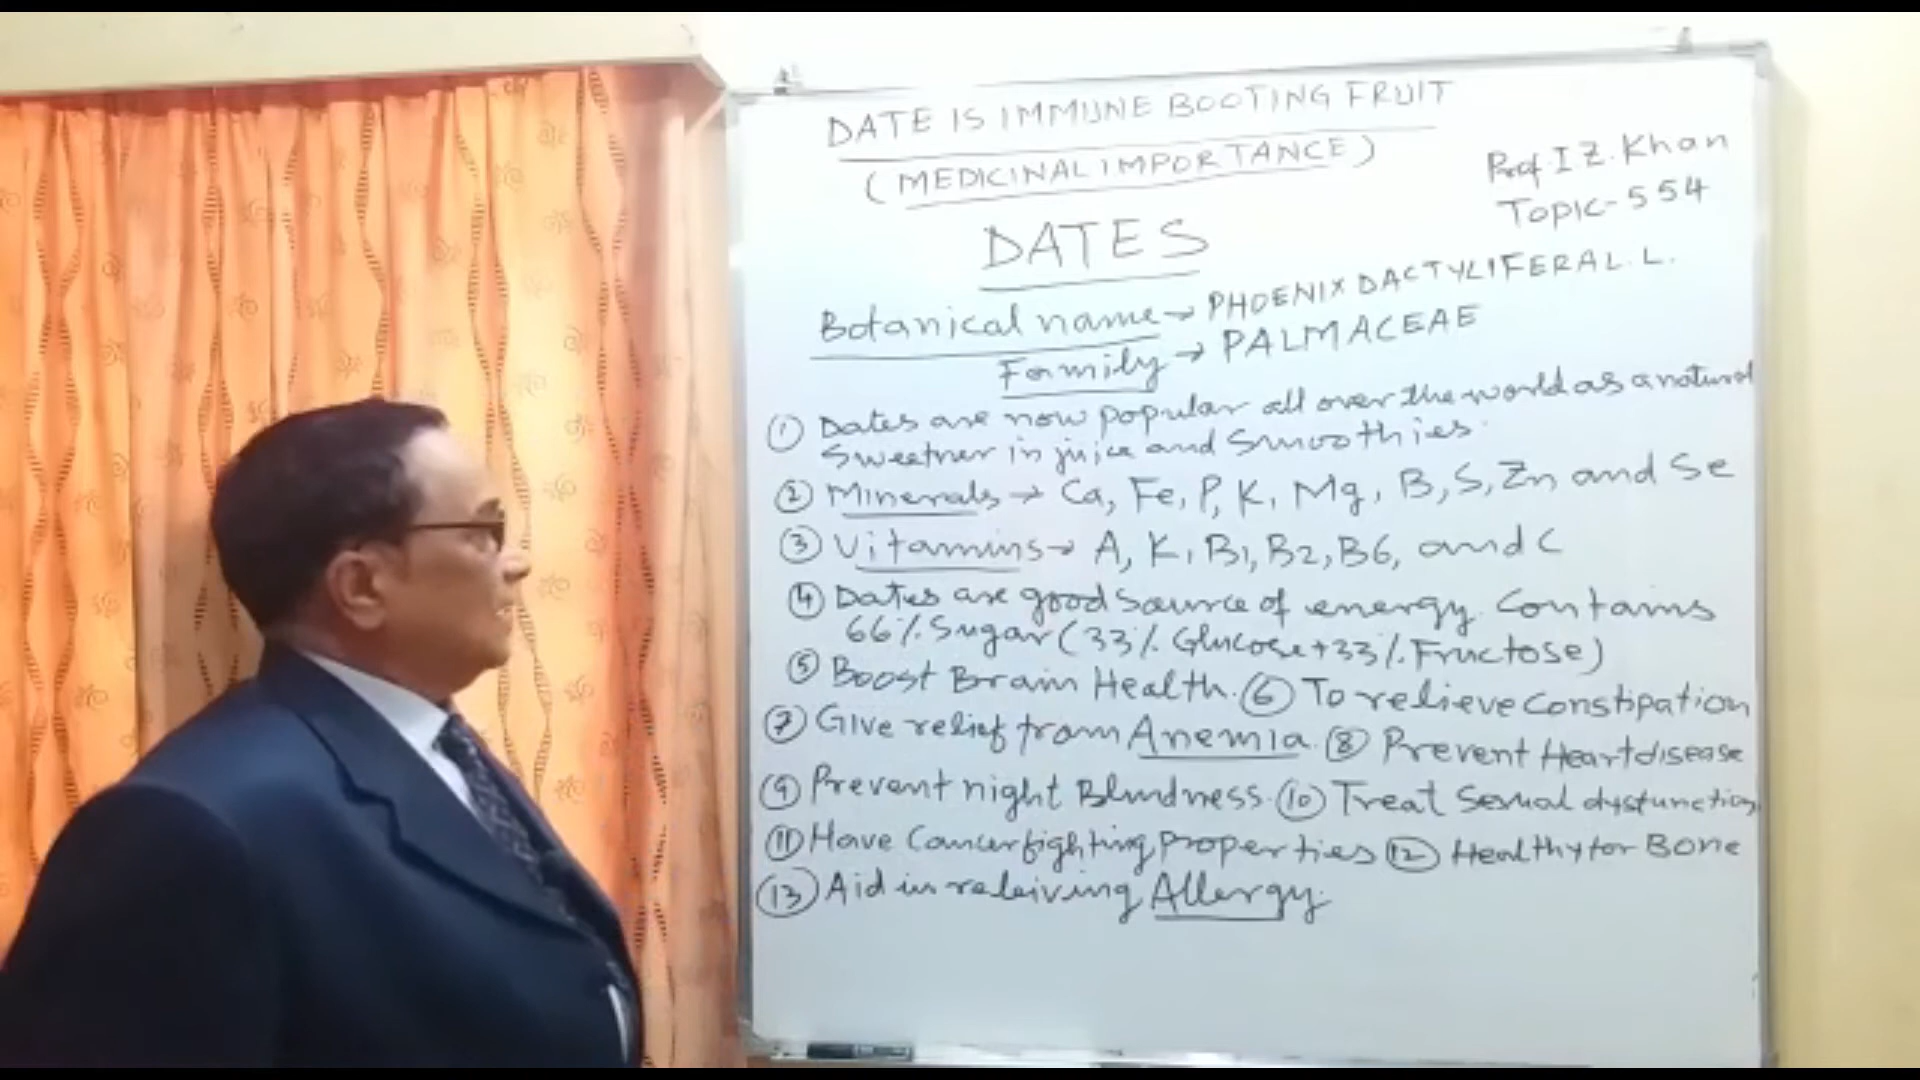 DATE IS IMMUNE BOOTING FRUIT
(MEDICINAL IMPORTANCE)
Prof. I Z. Khan
Topic-554
DATES
Botanical name → PHOENIX DACTYLIFERAL.L.
Family → PALMACEAE
① Dates are now popular all over the world as a natural
Sweetner in juice and Smoothies.
② Minerals → Ca, Fe, P, K, Mg, B, S, Zn and Se
③ Vitamins → A, K, B1, B2, B6, and C
④ Dates are good Source of energy. Contains
66% Sugar (33% Glucose + 33% Fructose)
⑤ Boost Brain Health. ⑥ To relieve Constipation
⑦ Give relief from Anemia. ⑧ Prevent Heart disease
⑨ Prevent night Blindness. ⑩ Treat Sexual dysfunction,
⑪ Have Cancer fighting Properties ⑫ Healthy for Bone
⑬ Aid in releiving Allergy.